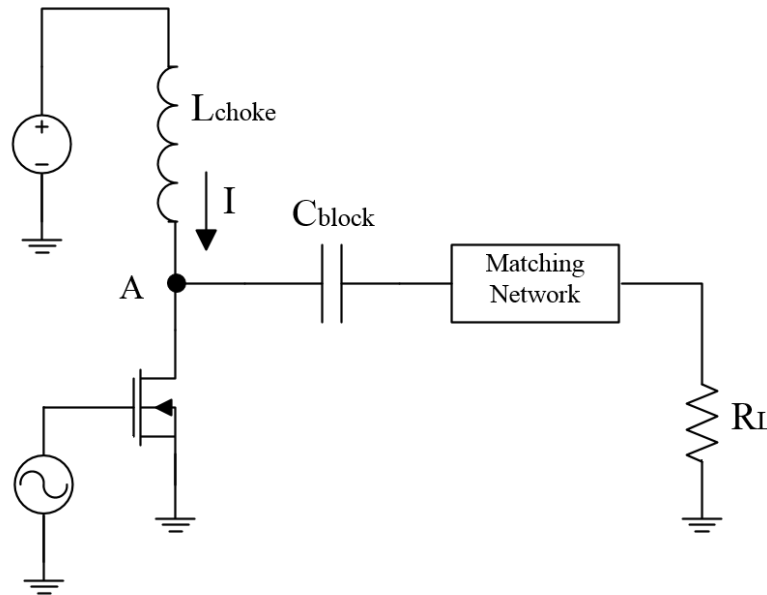 +
−
Lchoke
I
Cblock
A
Matching
Network
RL